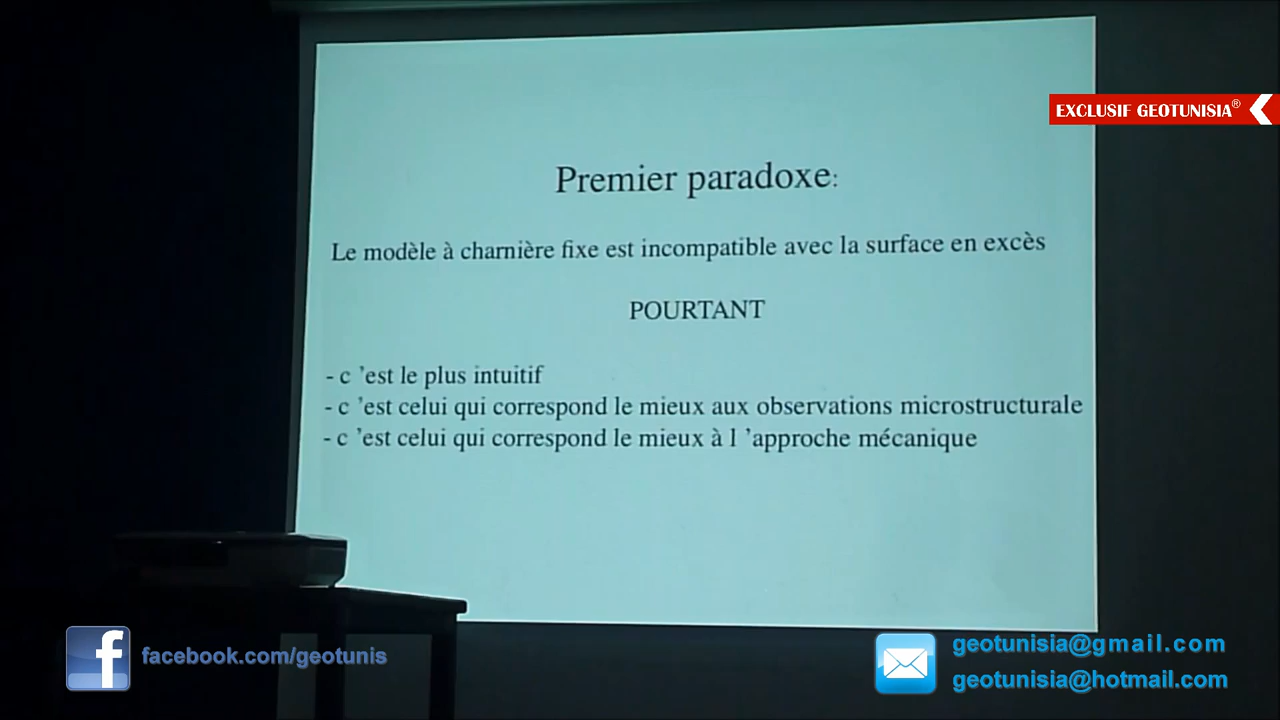 EXCLUSIF GEOTUNISIA®
Premier paradoxe:
Le modèle à charnière fixe est incompatible avec la surface en excès
POURTANT
- c ’est le plus intuitif
- c ’est celui qui correspond le mieux aux observations microstructurale
- c ’est celui qui correspond le mieux à l ’approche mécanique
f facebook.com/geotunis
geotunisia@gmail.com
geotunisia@hotmail.com